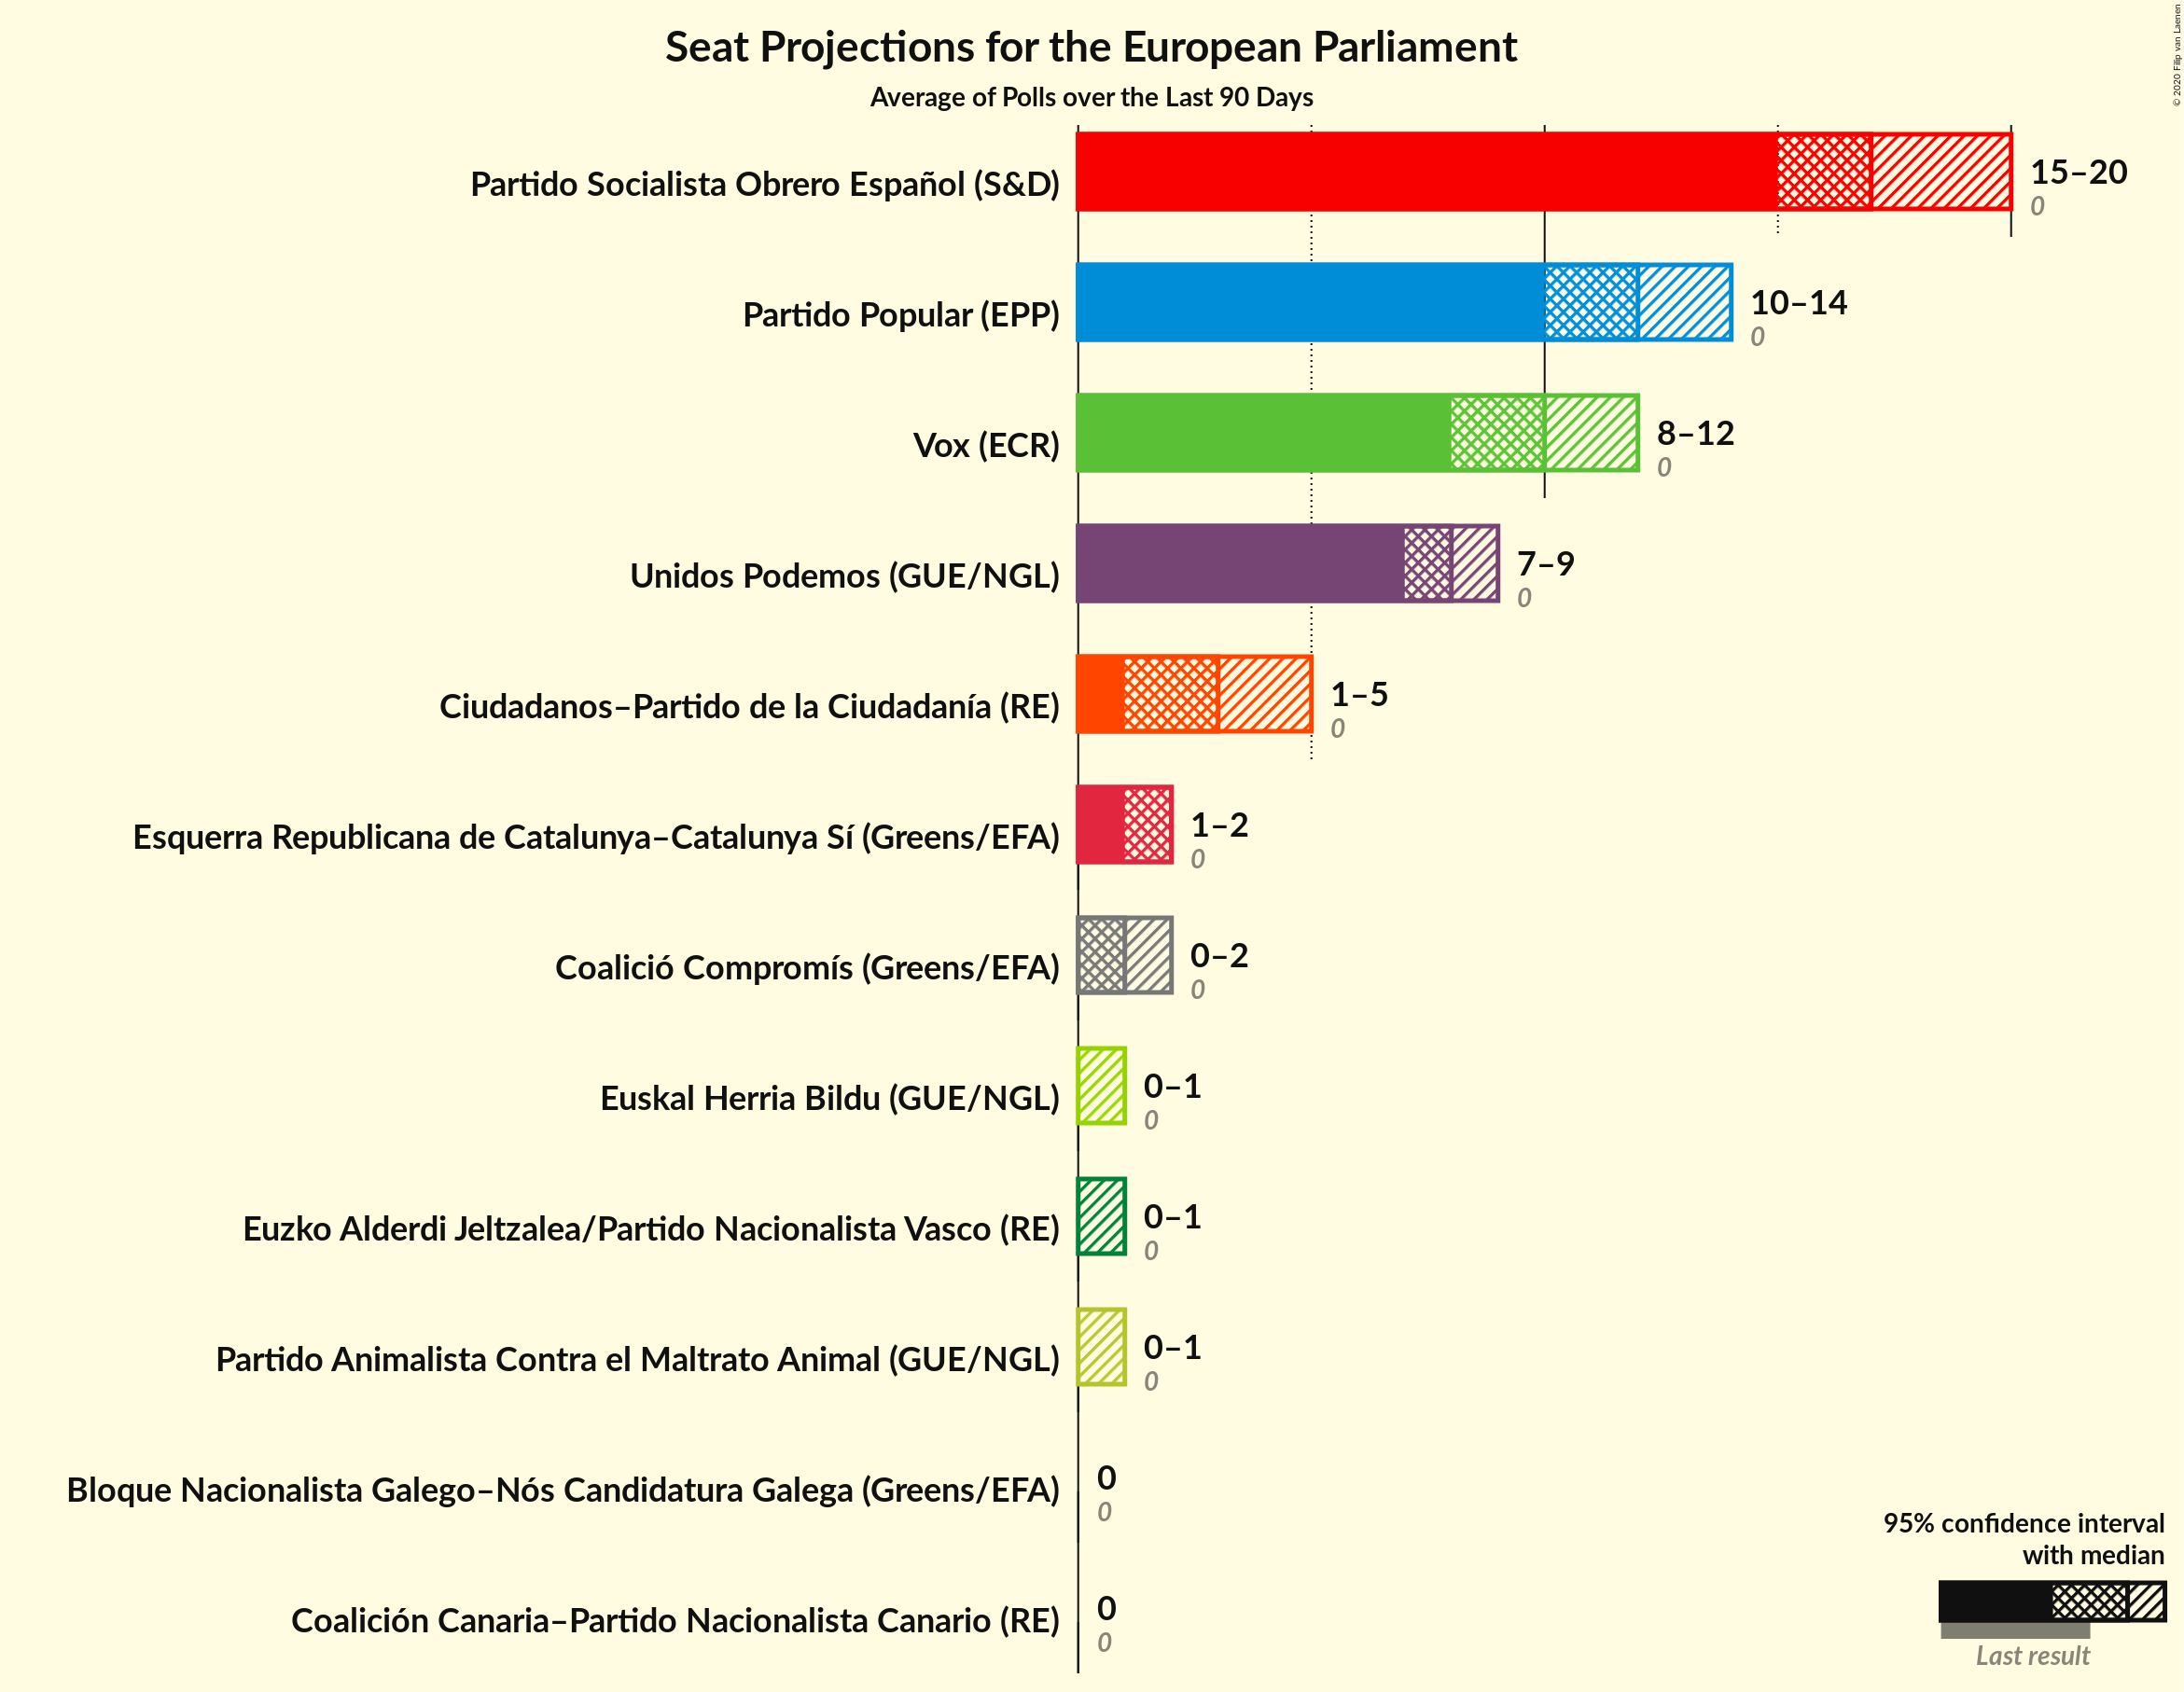 Seat Projections for the European Parliament
Average of Polls over the Last 90 Days
© 2020 Filip van Laenen
Partido Socialista Obrero Español (S&D)
15–20
0
Partido Popular (EPP)
10–14
0
Vox (ECR)
8–12
0
Unidos Podemos (GUE/NGL)
7–9
0
Ciudadanos–Partido de la Ciudadanía (RE)
1–5
0
Esquerra Republicana de Catalunya–Catalunya Sí (Greens/EFA)
1–2
0
Coalició Compromís (Greens/EFA)
0–2
0
Euskal Herria Bildu (GUE/NGL)
0–1
0
Euzko Alderdi Jeltzalea/Partido Nacionalista Vasco (RE)
0–1
0
Partido Animalista Contra el Maltrato Animal (GUE/NGL)
0–1
0
Bloque Nacionalista Galego–Nós Candidatura Galega (Greens/EFA)
0
0
Coalición Canaria–Partido Nacionalista Canario (RE)
0
0
95% confidence interval
with median
Last result